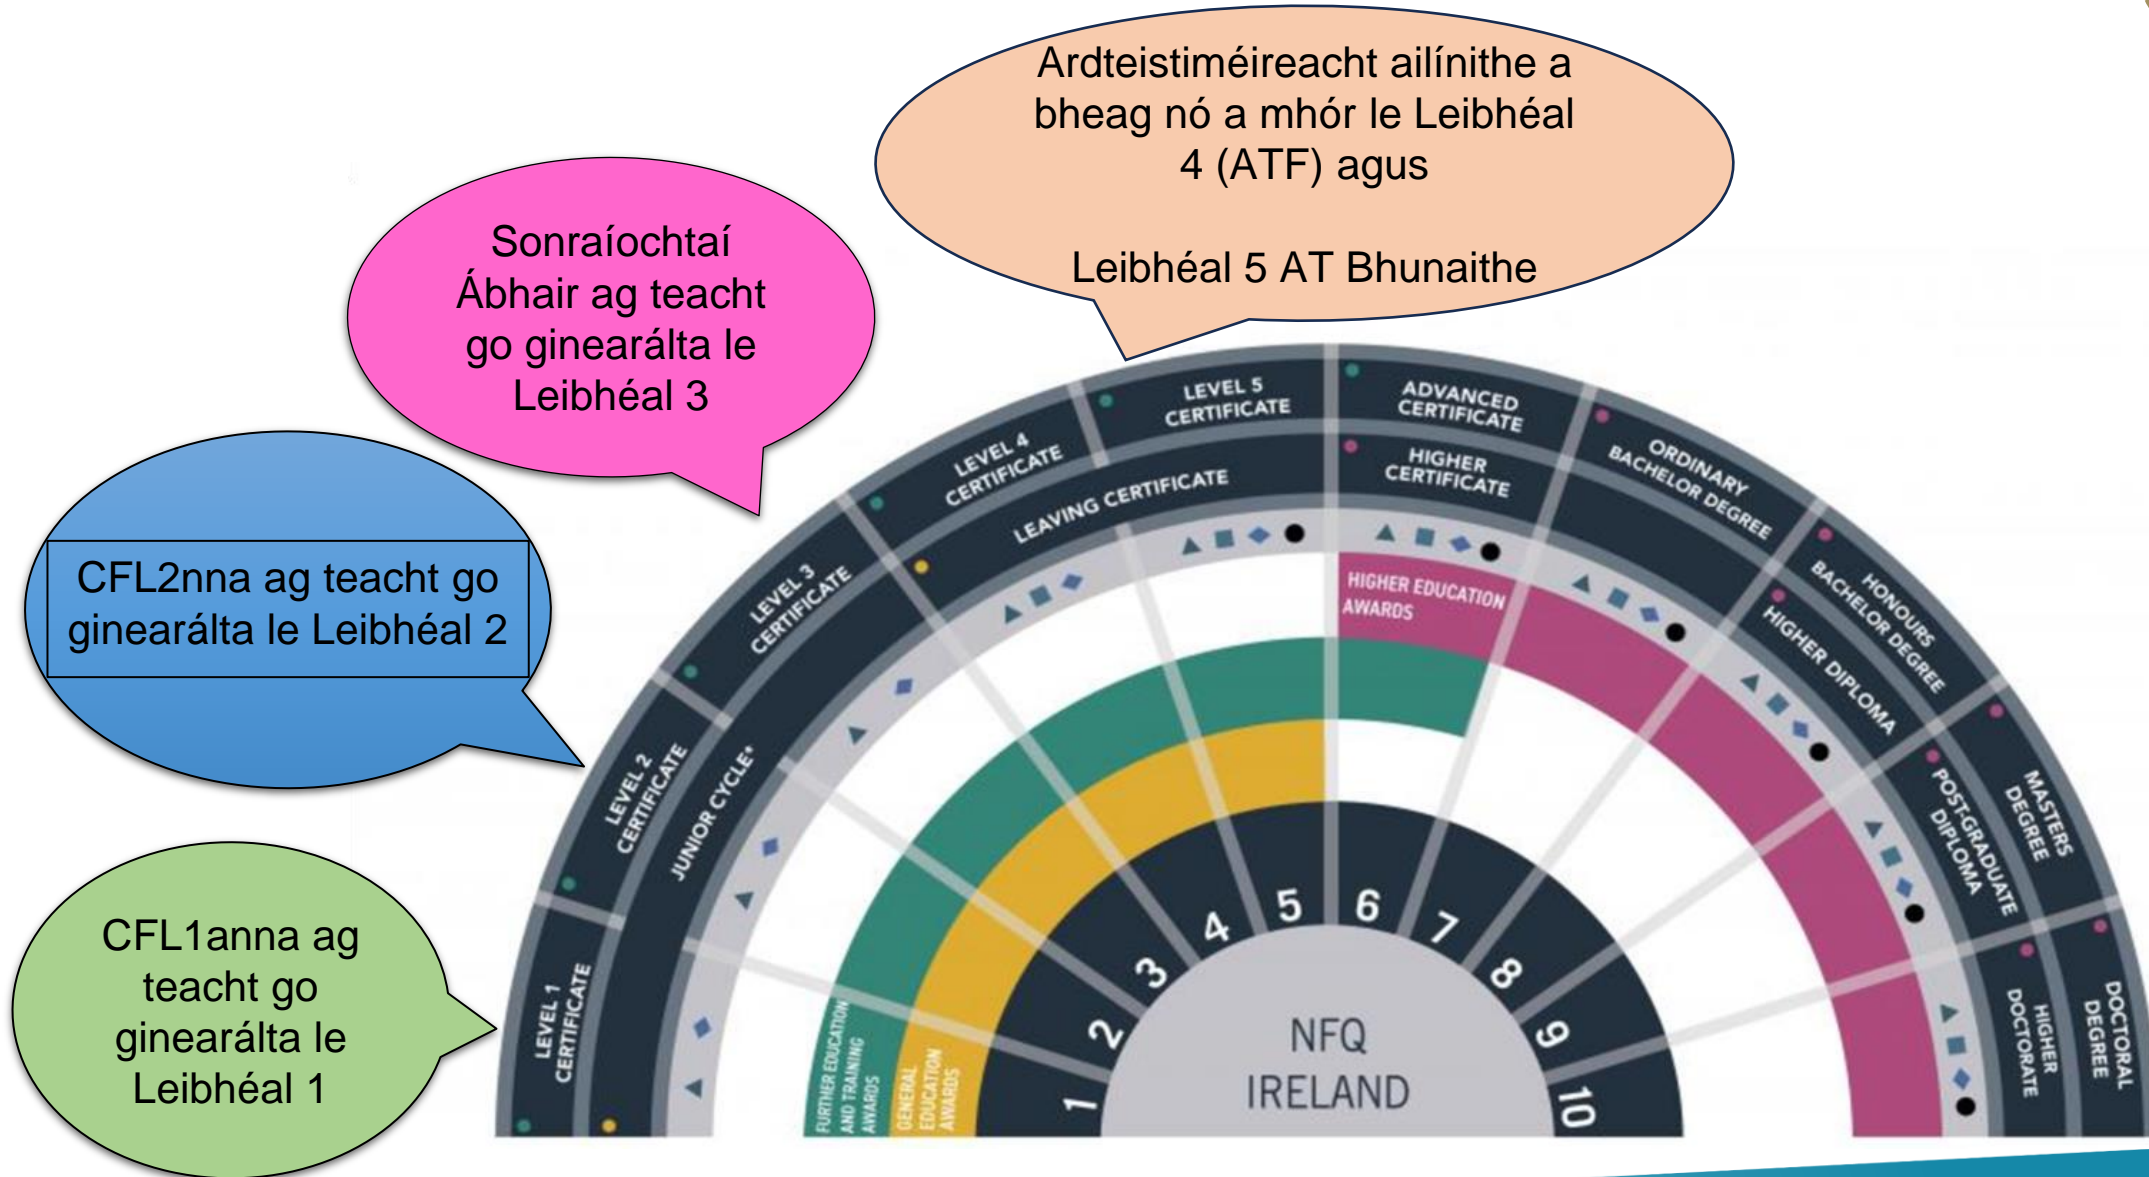 Ardteistiméireacht ailínithe a
bheag nó a mhór le Leibhéal
4 (ATF) agus
Leibhéal 5 AT Bhunaithe
Sonraíochtaí
Ábhair ag teacht
go ginearálta le
Leibhéal 3
CFL2nna ag teacht go
ginearálta le Leibhéal 2
CFL1anna ag
teacht go
ginearálta le
Leibhéal 1
LEVEL 1
CERTIFICATE
LEVEL 2
CERTIFICATE
LEVEL 3
CERTIFICATE
LEVEL 4
CERTIFICATE
LEVEL 5
CERTIFICATE
ADVANCED
CERTIFICATE
ORDINARY
BACHELOR DEGREE
HONOURS
BACHELOR DEGREE
MASTERS
DEGREE
DOCTORAL
DEGREE
JUNIOR CYCLE*
LEAVING CERTIFICATE
HIGHER
CERTIFICATE
HIGHER DIPLOMA
POST-GRADUATE
DIPLOMA
HIGHER
DOCTORATE
HIGHER EDUCATION
AWARDS
FURTHER EDUCATION
AND TRAINING
AWARDS
GENERAL
EDUCATION
AWARDS
1
2
3
4
5
6
7
8
9
10
NFQ
IRELAND